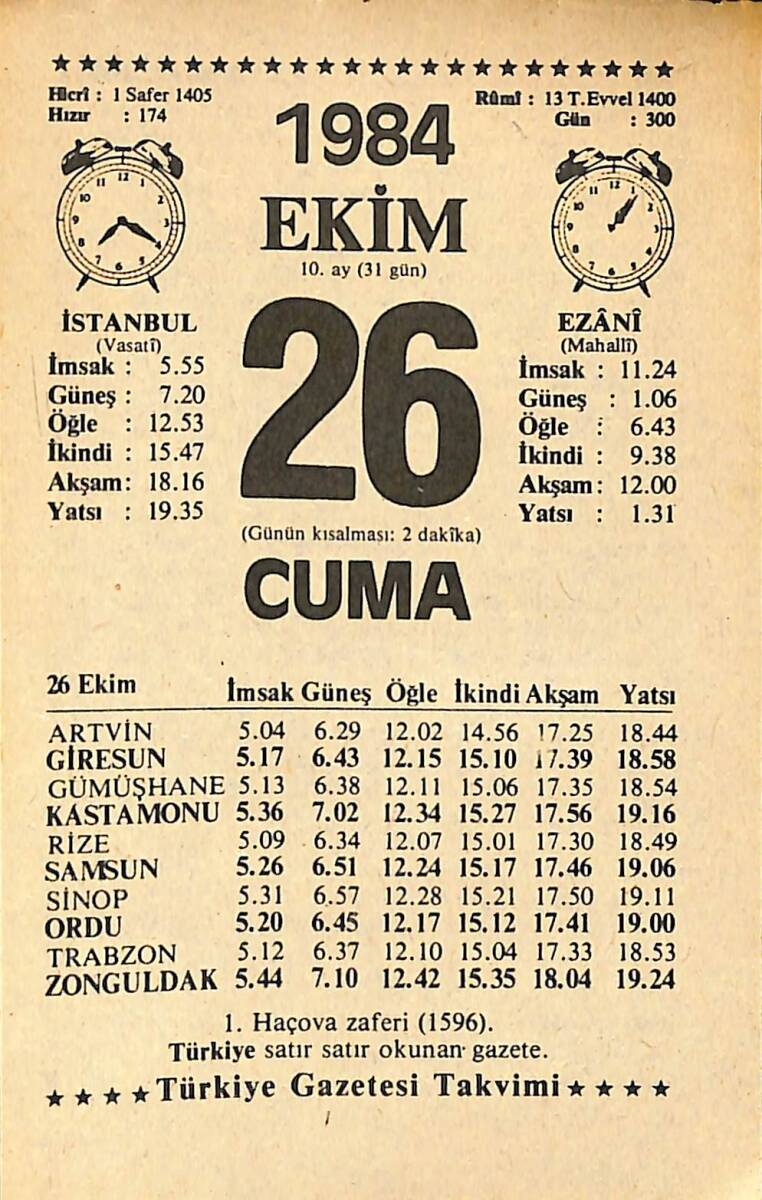 Hicrî : 1 Safer 1405
Hızır : 174
Rûmî : 13 T.Evvel 1400
Gün : 300
1984
EKİM
10. ay (31 gün)
26
(Günün kısalması: 2 dakîka)
CUMA
İSTANBUL
(Vasatî)
İmsak : 5.55
Güneş : 7.20
Öğle : 12.53
İkindi : 15.47
Akşam: 18.16
Yatsı : 19.35
EZÂNÎ
(Mahallî)
İmsak : 11.24
Güneş : 1.06
Öğle : 6.43
İkindi : 9.38
Akşam: 12.00
Yatsı : 1.31
26 Ekim İmsak Güneş Öğle İkindi Akşam Yatsı
ARTVİN 5.04 6.29 12.02 14.56 17.25 18.44
GİRESUN 5.17 6.43 12.15 15.10 17.39 18.58
GÜMÜŞHANE 5.13 6.38 12.11 15.06 17.35 18.54
KASTAMONU 5.36 7.02 12.34 15.27 17.56 19.16
RİZE 5.09 6.34 12.07 15.01 17.30 18.49
SAMSUN 5.26 6.51 12.24 15.17 17.46 19.06
SİNOP 5.31 6.57 12.28 15.21 17.50 19.11
ORDU 5.20 6.45 12.17 15.12 17.41 19.00
TRABZON 5.12 6.37 12.10 15.04 17.33 18.53
ZONGULDAK 5.44 7.10 12.42 15.35 18.04 19.24
1. Haçova zaferi (1596).
Türkiye satır satır okunan gazete.
Türkiye Gazetesi Takvimi